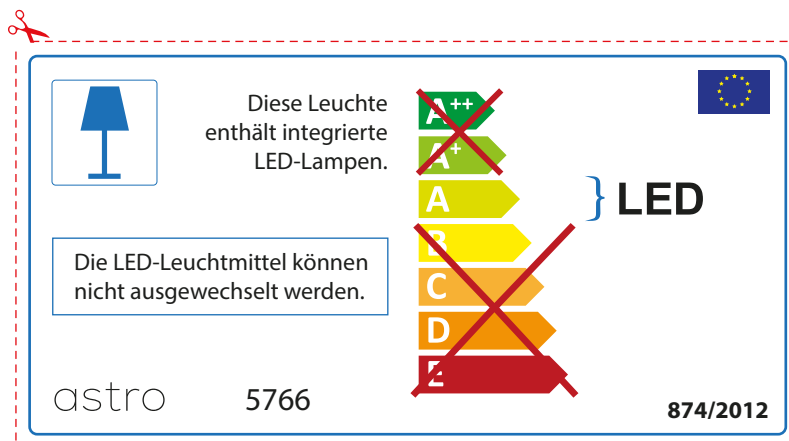 Diese Leuchte
enthält integrierte
LED-Lampen.
Die LED-Leuchtmittel können
nicht ausgewechselt werden.
A++
A+
A
B
C
D
E
LED
astro
5766
874/2012